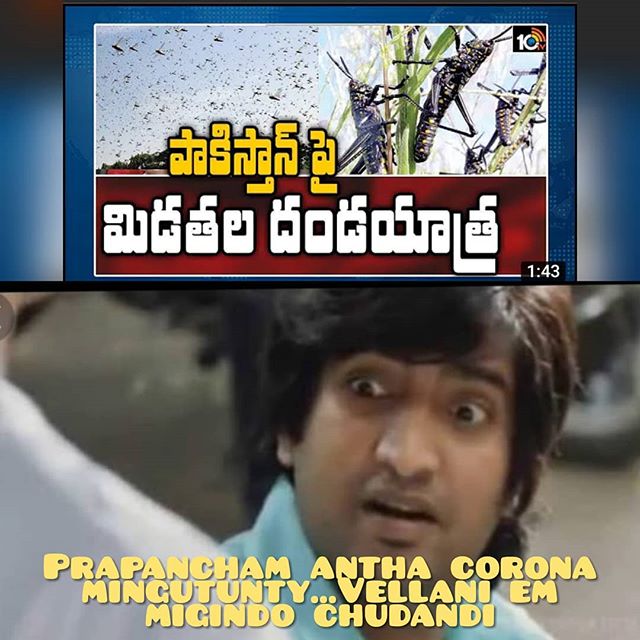 10TV
పాకిస్తాన్ పై
మిడతల దండయాత్ర
1:43
Prapancham antha corona
mingutunty...Vellani em
migindo chudandi